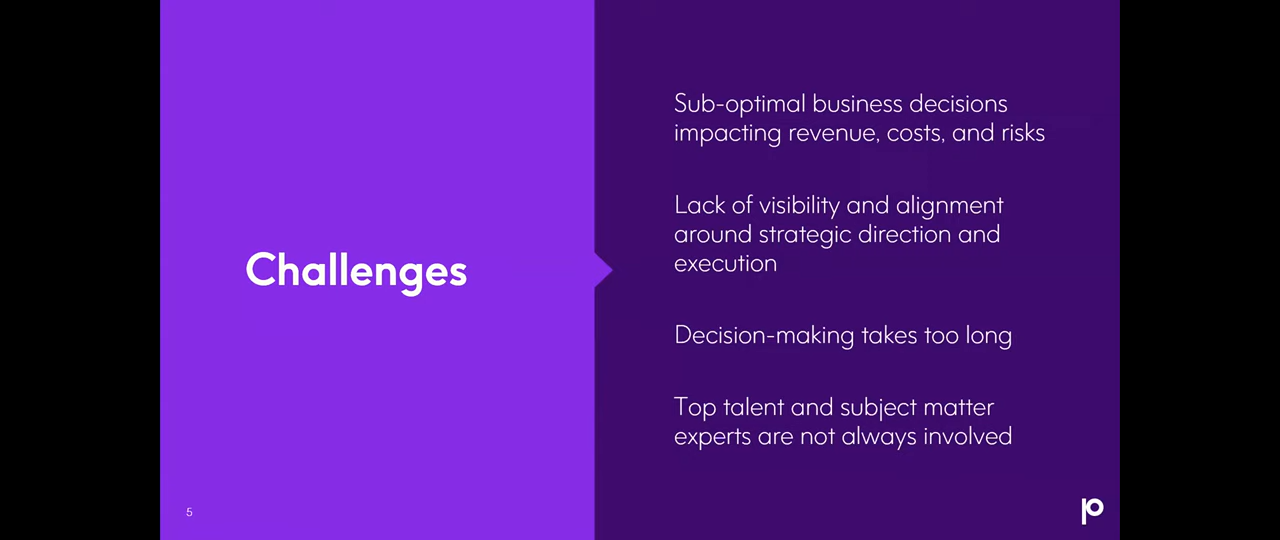 Challenges
Sub-optimal business decisions
impacting revenue, costs, and risks
Lack of visibility and alignment
around strategic direction and
execution
Decision-making takes too long
Top talent and subject matter
experts are not always involved
5